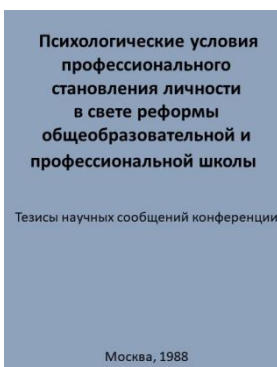 Психологические условия
профессионального
становления личности
в свете реформы
общеобразовательной и
профессиональной школы
Тезисы научных сообщений конференции
Москва, 1988